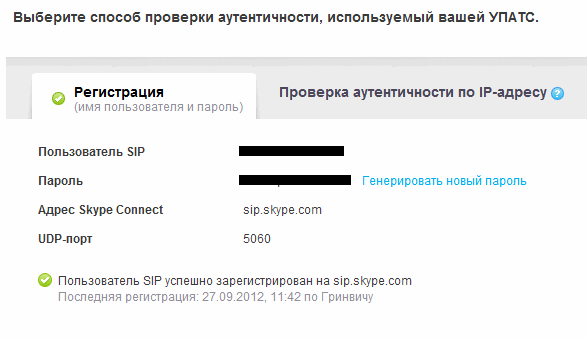 Выберите способ проверки аутентичности, используемый вашей УПАТС.
Регистрация
(имя пользователя и пароль)
Проверка аутентичности по IP-адресу ?
Пользователь SIP
Пароль Генерировать новый пароль
Адрес Skype Connect sip.skype.com
UDP-порт 5060
Пользователь SIP успешно зарегистрирован на sip.skype.com
Последняя регистрация: 27.09.2012, 11:42 по Гринвичу